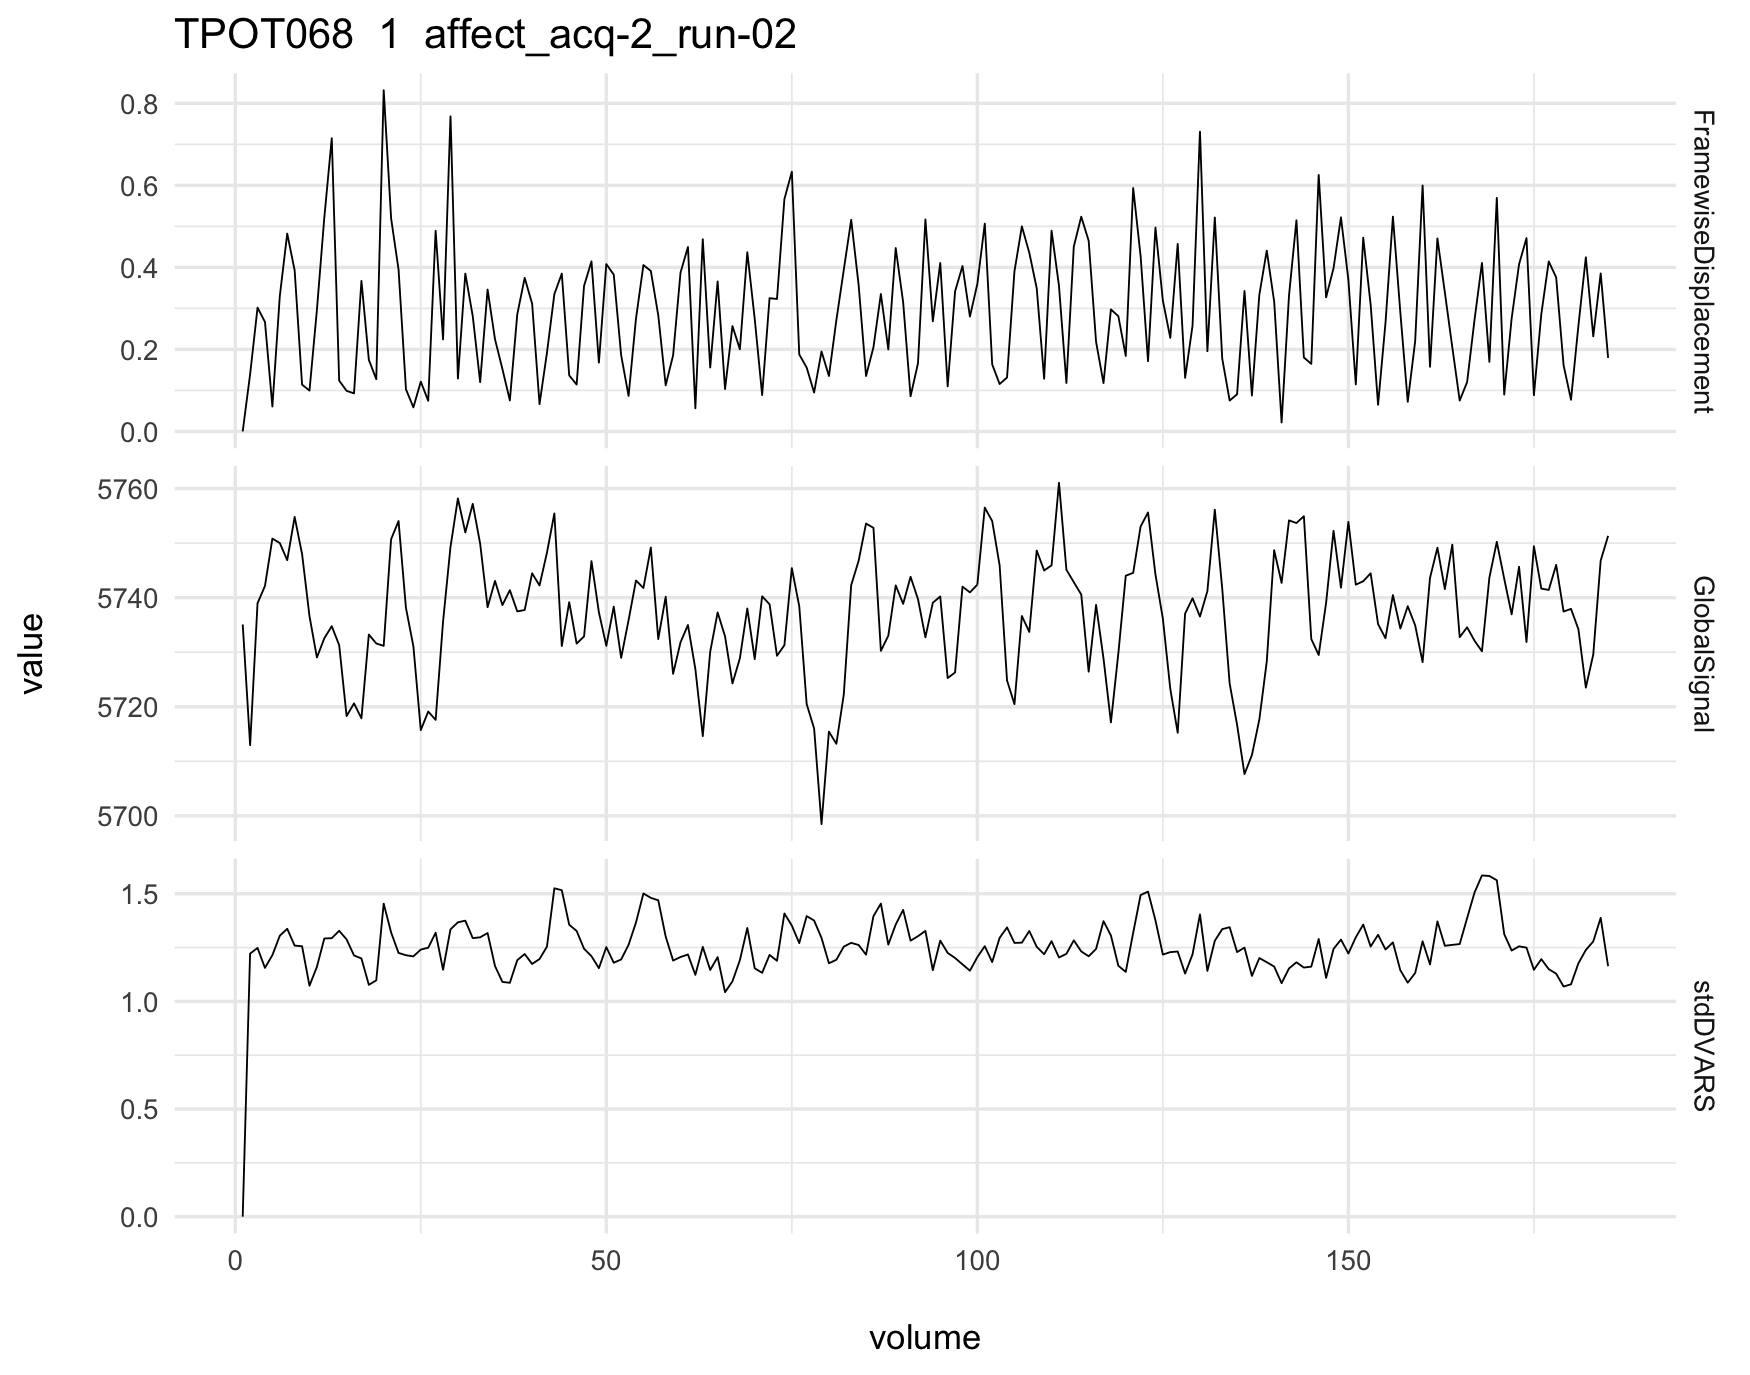 TPOT068 1 affect_acq-2_run-02
value
0.8
0.6
0.4
0.2
0.0
FramewiseDisplacement
5760
5740
5720
5700
GlobalSignal
1.5
1.0
0.5
0.0
stdDVARS
0 50 100 150
volume